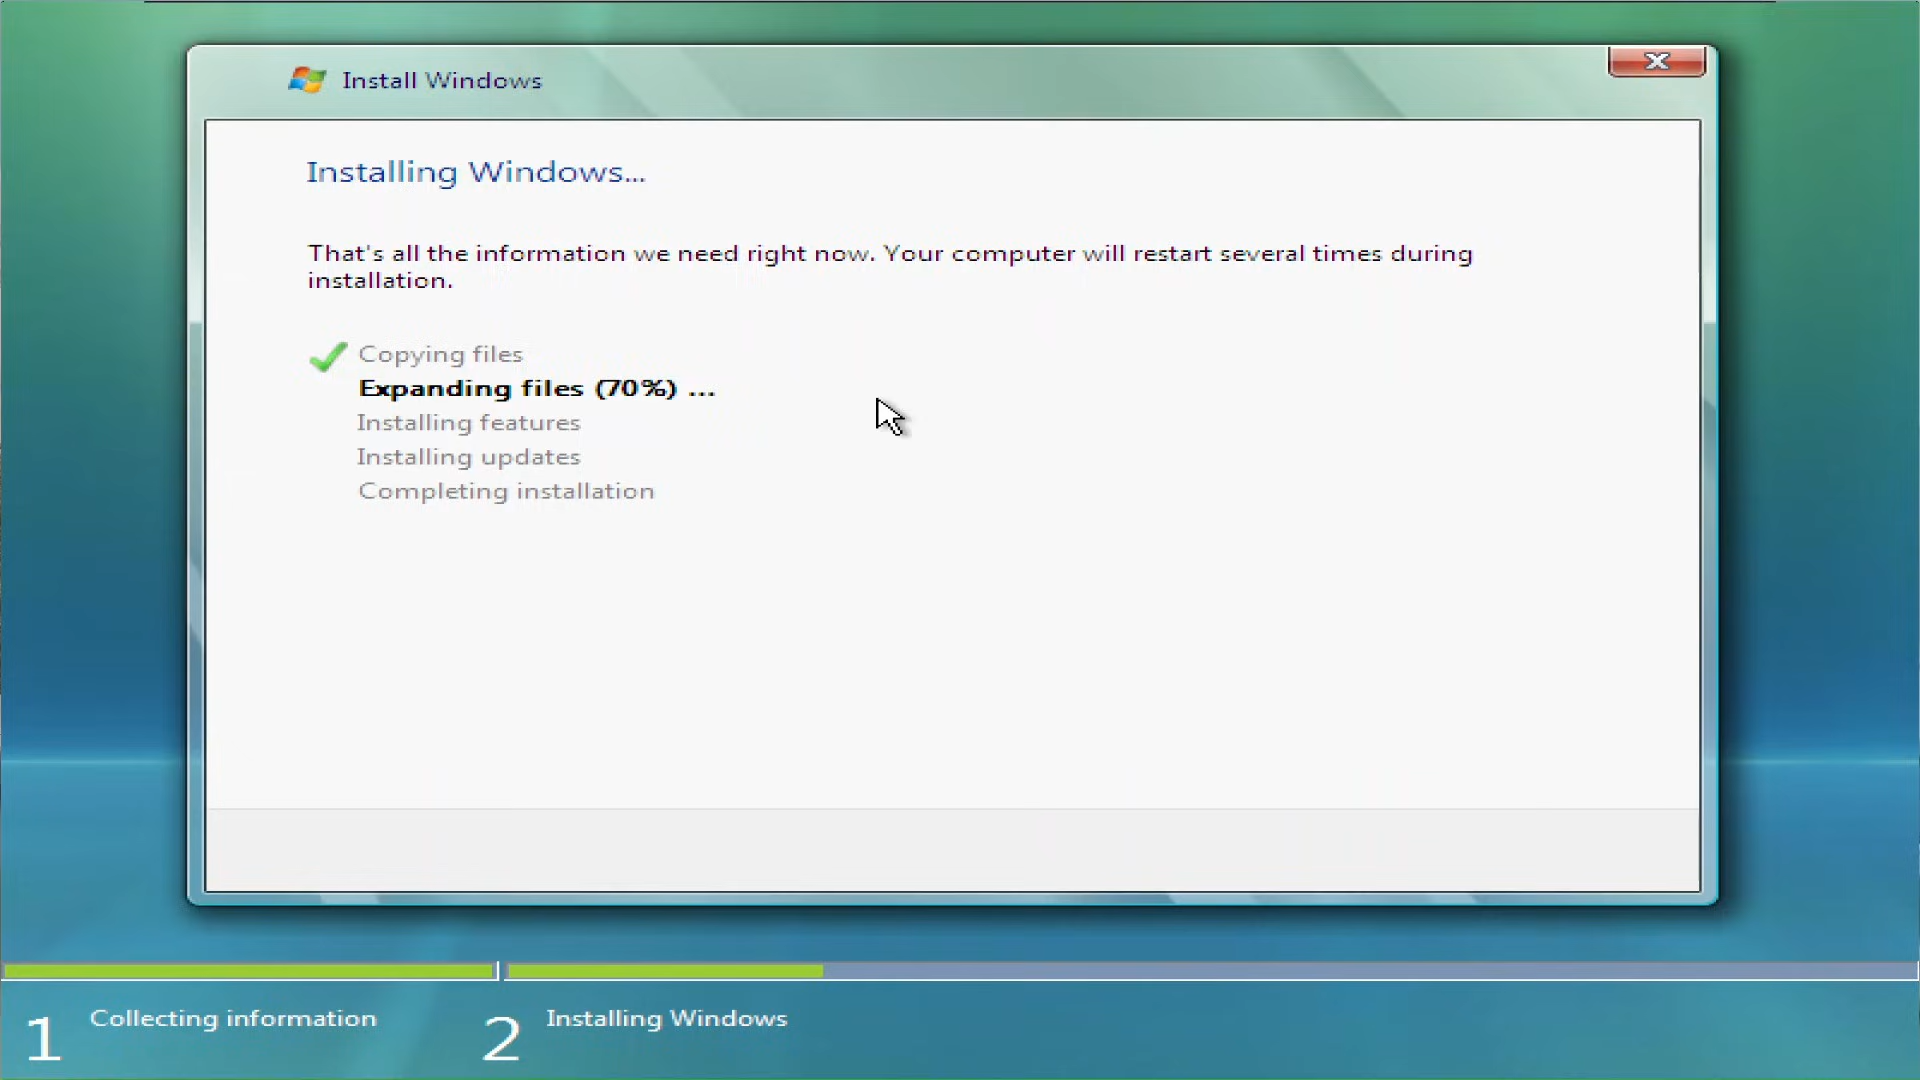 Install Windows
Installing Windows...
That's all the information we need right now. Your computer will restart several times during
installation.
Copying files
Expanding files (70%) ...
Installing features
Installing updates
Completing installation
1 Collecting information
2 Installing Windows